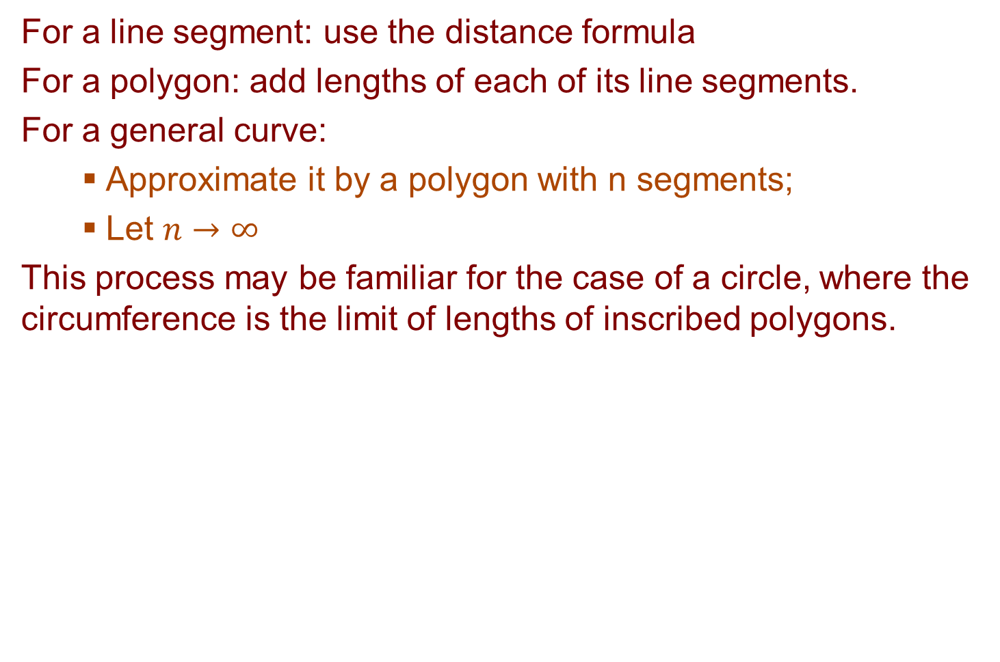 For a line segment: use the distance formula
For a polygon: add lengths of each of its line segments.
For a general curve:
▪ Approximate it by a polygon with n segments;
▪ Let 𝑛 → ∞
This process may be familiar for the case of a circle, where the
circumference is the limit of lengths of inscribed polygons.